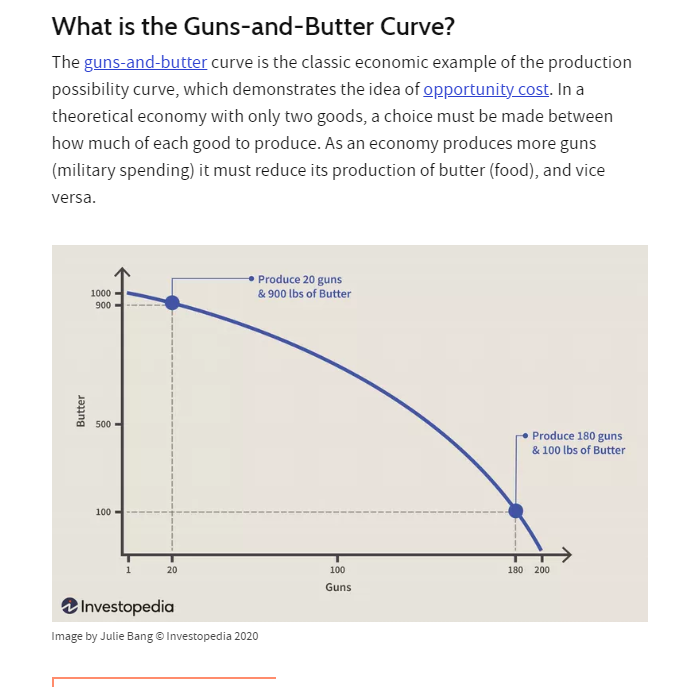 What is the Guns-and-Butter Curve?
The guns-and-butter curve is the classic economic example of the production
possibility curve, which demonstrates the idea of opportunity cost. In a
theoretical economy with only two goods, a choice must be made between
how much of each good to produce. As an economy produces more guns
(military spending) it must reduce its production of butter (food), and vice
versa.
Produce 20 guns
& 900 lbs of Butter
1000
900
Butter
500
Produce 180 guns
& 100 lbs of Butter
100
1 20 100 180 200
Guns
Investopedia
Image by Julie Bang © Investopedia 2020